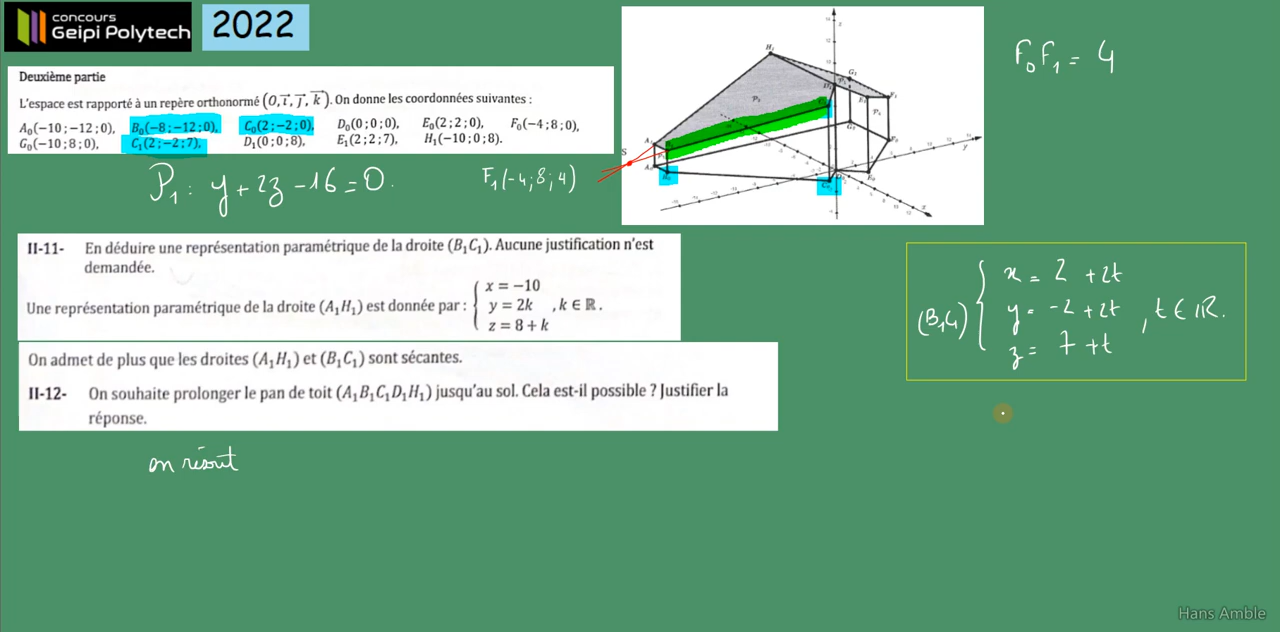 concours
Geipi Polytech
2022
F₀F₁ = 4
Deuxième partie
L'espace est rapporté à un repère orthonormé (O, i⃗, j⃗, k⃗). On donne les coordonnées suivantes :
A₀(−10 ; −12 ; 0), B₀(−8 ; −12 ; 0), C₀(2 ; −2 ; 0), D₀(0 ; 0 ; 0), E₀(2 ; 2 ; 0), F₀(−4 ; 8 ; 0),
G₀(−10 ; 8 ; 0), C₁(2 ; −2 ; 7), D₁(0 ; 0 ; 8), E₁(2 ; 2 ; 7), H₁(−10 ; 0 ; 8).
P₁ : y + 2z − 16 = 0.
F₁(−4 ; 8 ; 4)
S
II-11- En déduire une représentation paramétrique de la droite (B₁C₁). Aucune justification n'est
demandée.
Une représentation paramétrique de la droite (A₁H₁) est donnée par : { x = −10
y = 2k , k ∈ ℝ.
z = 8 + k
x = 2 + 2t
(B₁C₁) { y = −2 + 2t , t ∈ ℝ.
z = 7 + t
On admet de plus que les droites (A₁H₁) et (B₁C₁) sont sécantes.
II-12- On souhaite prolonger le pan de toit (A₁B₁C₁D₁H₁) jusqu'au sol. Cela est-il possible ? Justifier la
réponse.
on résout
Hans Amble